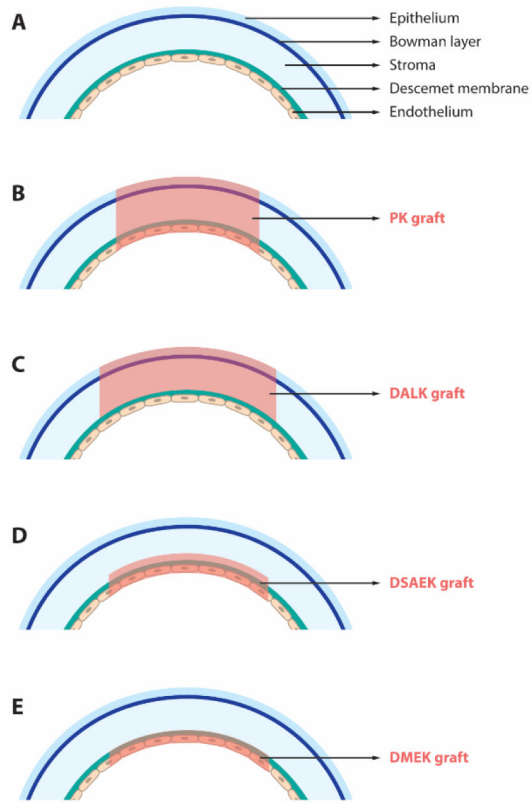 A
Epithelium
Bowman layer
Stroma
Descemet membrane
Endothelium
B
PK graft
C
DALK graft
D
DSAEK graft
E
DMEK graft